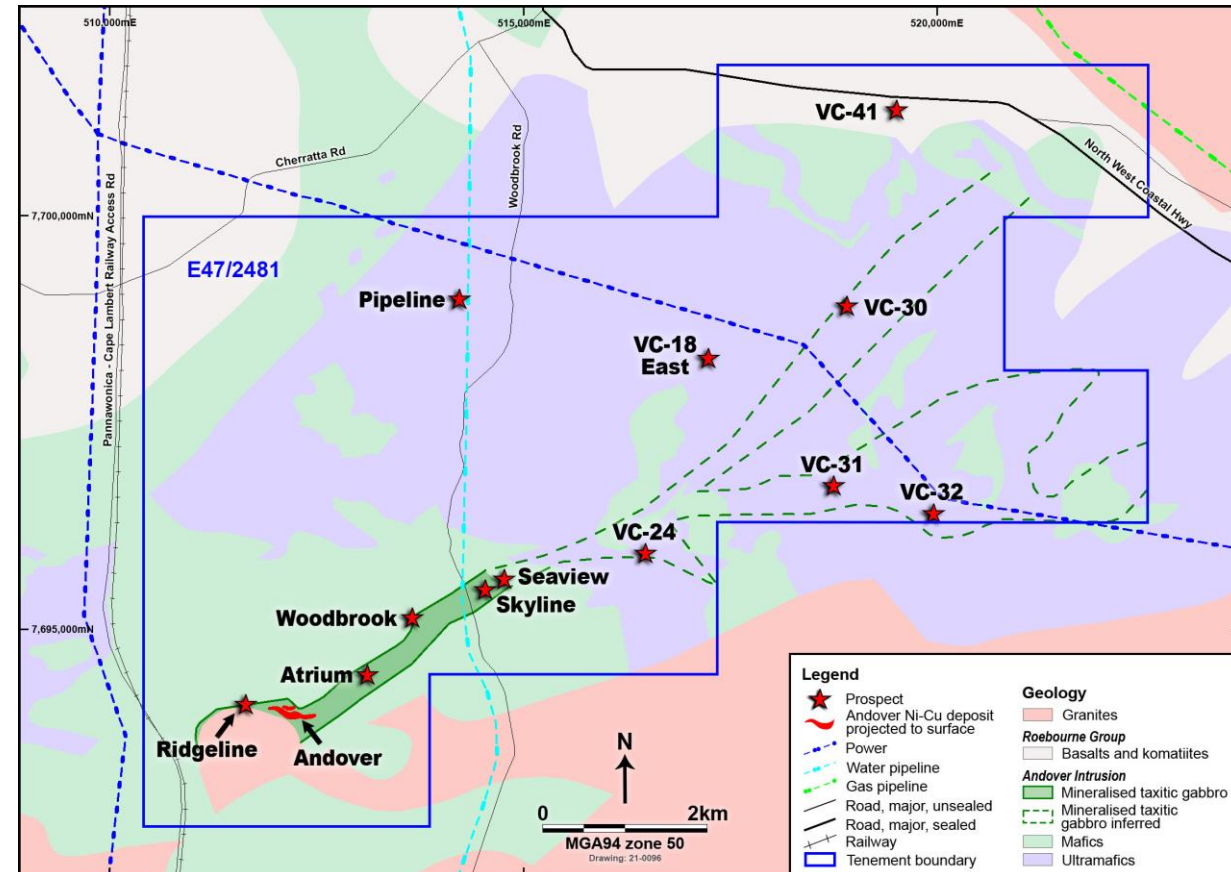 510,000mE
515,000mE
520,000mE
VC-41
Cherratta Rd
Woodbrook Rd
North West Coastal Hwy
Pannawonica - Cape Lambert Railway Access Rd
7,700,000mN
E47/2481
Pipeline
VC-30
VC-18
East
VC-31
VC-32
VC-24
Seaview
Skyline
Woodbrook
7,695,000mN
Atrium
Ridgeline
Andover
N
0 2km
MGA94 zone 50
Drawing: 21-0096
Legend
Prospect
Andover Ni-Cu deposit
projected to surface
Power
Water pipeline
Gas pipeline
Road, major, unsealed
Road, major, sealed
Railway
Tenement boundary
Geology
Granites
Roebourne Group
Basalts and komatiites
Andover Intrusion
Mineralised taxitic gabbro
Mineralised taxitic
gabbro inferred
Mafics
Ultramafics